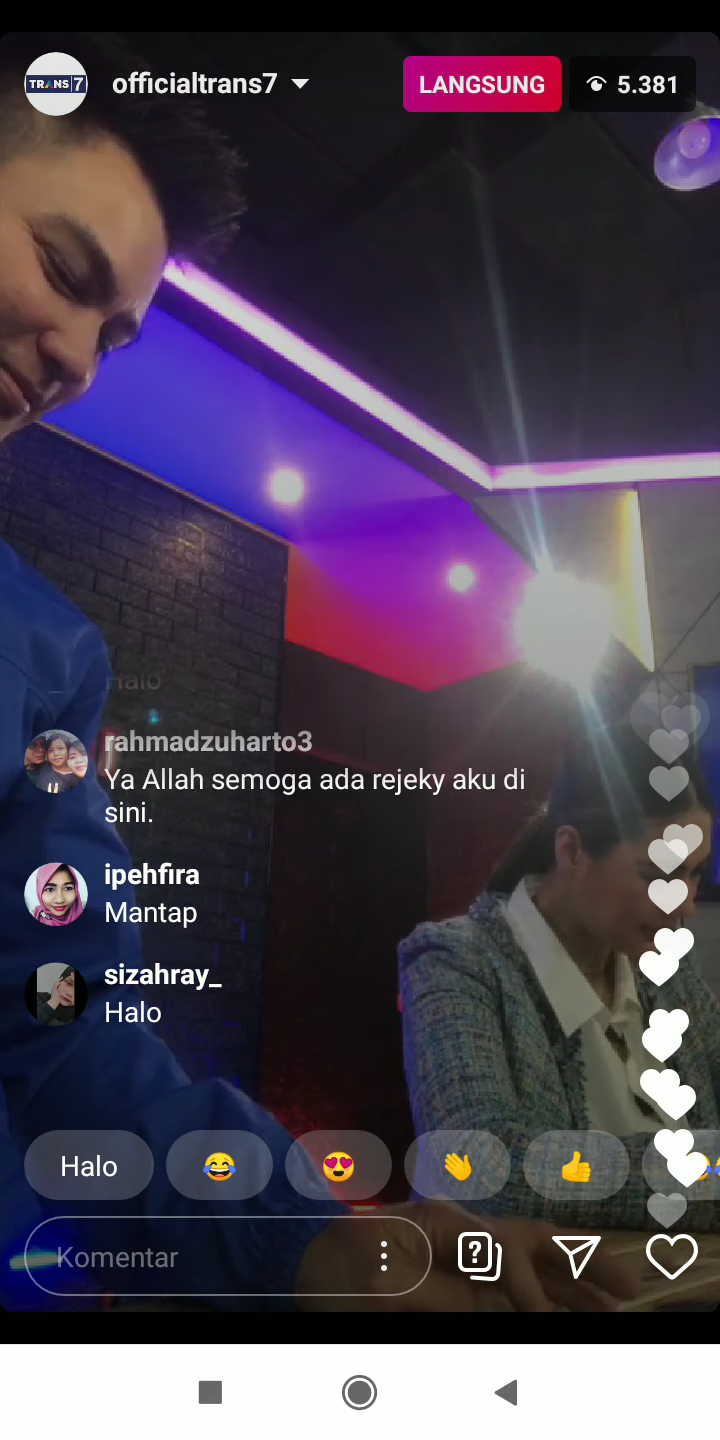 TRANS|7
officialtrans7
LANGSUNG
5.381
Halo
rahmadzuharto3
Ya Allah semoga ada rejeky aku di
sini.
ipehfira
Mantap
sizahray_
Halo
Halo
Komentar